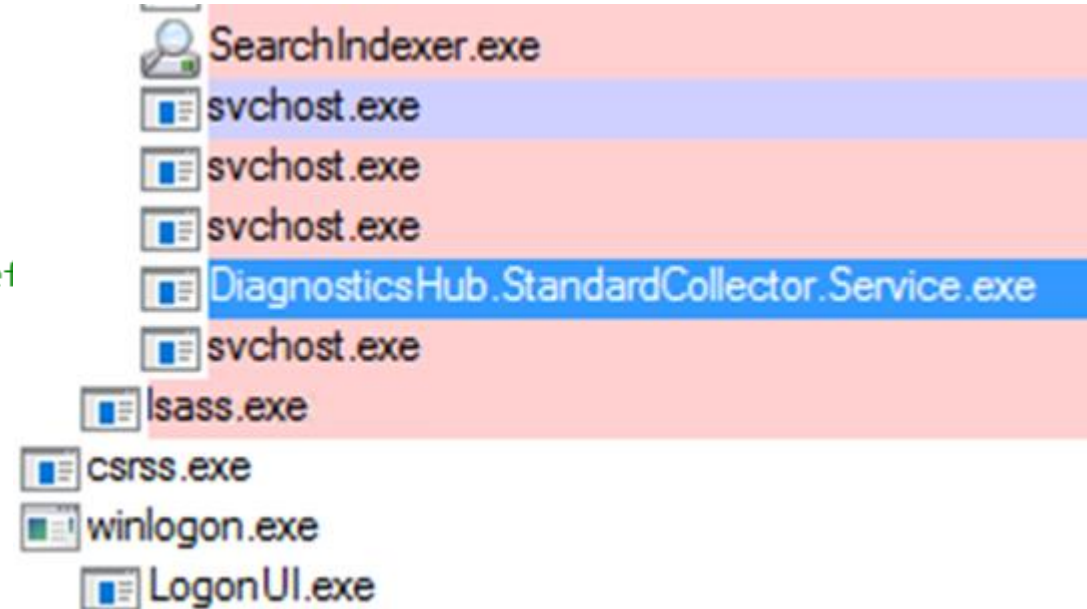 SearchIndexer.exe
svchost.exe
svchost.exe
svchost.exe
DiagnosticsHub.StandardCollector.Service.exe
svchost.exe
lsass.exe
csrss.exe
winlogon.exe
LogonUI.exe